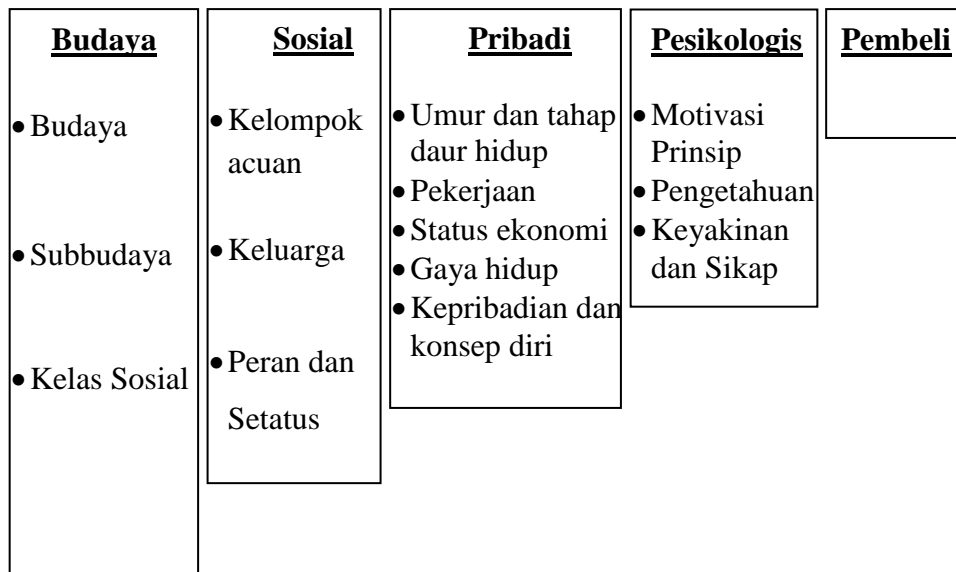 Budaya
• Budaya
• Subbudaya
• Kelas Sosial
Sosial
• Kelompok
acuan
• Keluarga
• Peran dan
Setatus
Pribadi
• Umur dan tahap
daur hidup
• Pekerjaan
• Status ekonomi
• Gaya hidup
• Kepribadian dan
konsep diri
Pesikologis
• Motivasi
Prinsip
• Pengetahuan
• Keyakinan
dan Sikap
Pembeli